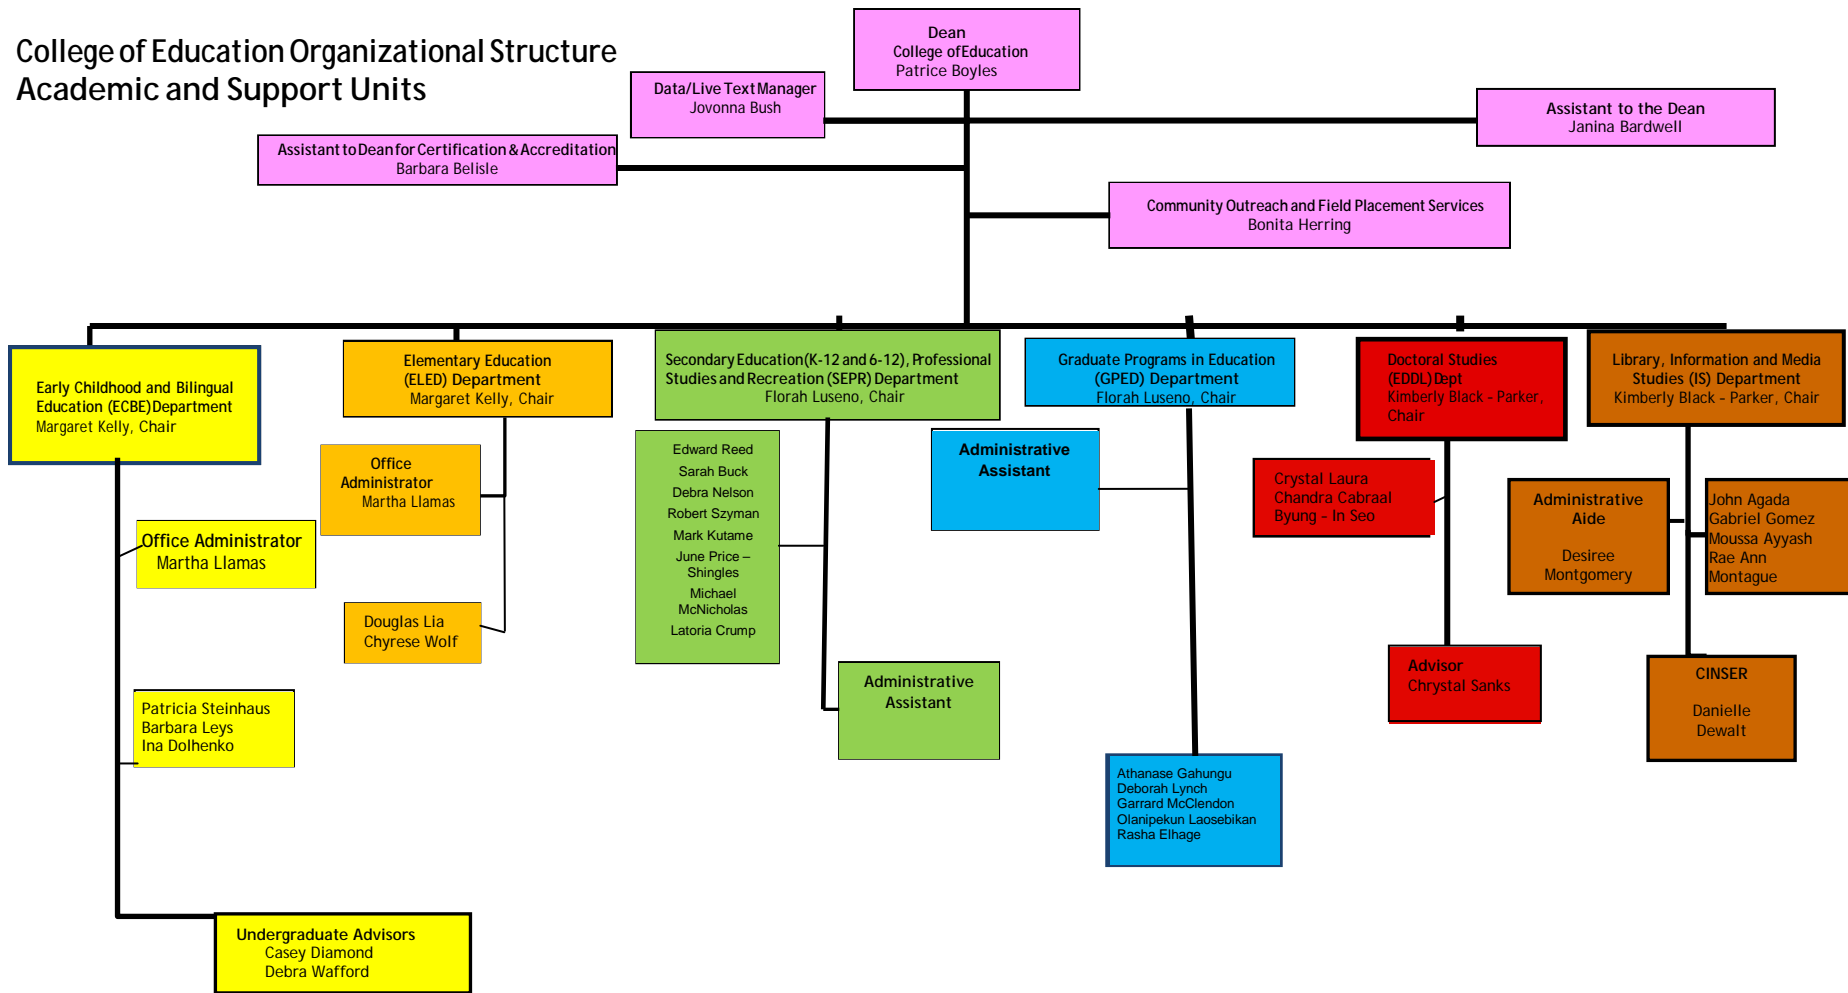 College of Education Organizational Structure
Academic and Support Units
Dean
College of Education
Patrice Boyles
Data/Live Text Manager
Jovonna Bush
Assistant to the Dean
Janina Bardwell
Assistant to Dean for Certification & Accreditation
Barbara Belisle
Community Outreach and Field Placement Services
Bonita Herring
Early Childhood and Bilingual
Education (ECBE) Department
Margaret Kelly, Chair
Elementary Education
(ELED) Department
Margaret Kelly, Chair
Secondary Education (K-12 and 6-12), Professional
Studies and Recreation (SEPR) Department
Florah Luseno, Chair
Graduate Programs in Education
(GPED) Department
Florah Luseno, Chair
Doctoral Studies
(EDDL) Dept
Kimberly Black - Parker,
Chair
Library, Information and Media
Studies (IS) Department
Kimberly Black - Parker, Chair
Office Administrator
Martha Llamas
Patricia Steinhaus
Barbara Leys
Ina Dolhenko
Undergraduate Advisors
Casey Diamond
Debra Wafford
Office
Administrator
Martha Llamas
Douglas Lia
Chyrese Wolf
Edward Reed
Sarah Buck
Debra Nelson
Robert Szyman
Mark Kutame
June Price –
Shingles
Michael
McNicholas
Latoria Crump
Administrative
Assistant
Administrative
Assistant
Athanase Gahungu
Deborah Lynch
Garrard McClendon
Olanipekun Laosebikan
Rasha Elhage
Crystal Laura
Chandra Cabraal
Byung - In Seo
Advisor
Chrystal Sanks
Administrative
Aide
Desiree
Montgomery
John Agada
Gabriel Gomez
Moussa Ayyash
Rae Ann
Montague
CINSER
Danielle
Dewalt